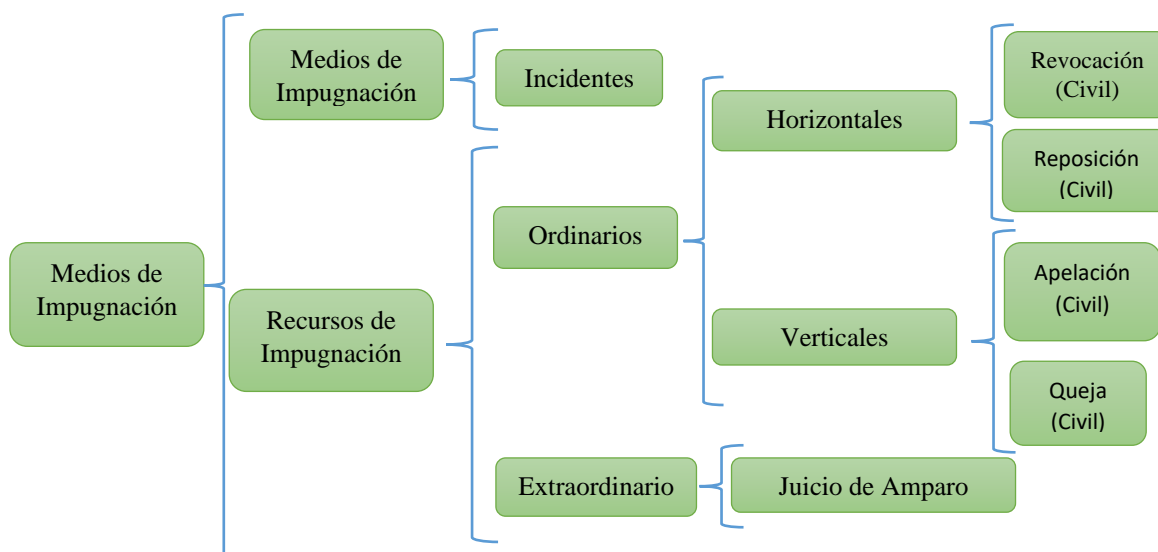 Medios de
Impugnación
Medios de
Impugnación
Incidentes
Recursos de
Impugnación
Ordinarios
Horizontales
Revocación
(Civil)
Reposición
(Civil)
Verticales
Apelación
(Civil)
Queja
(Civil)
Extraordinario
Juicio de Amparo